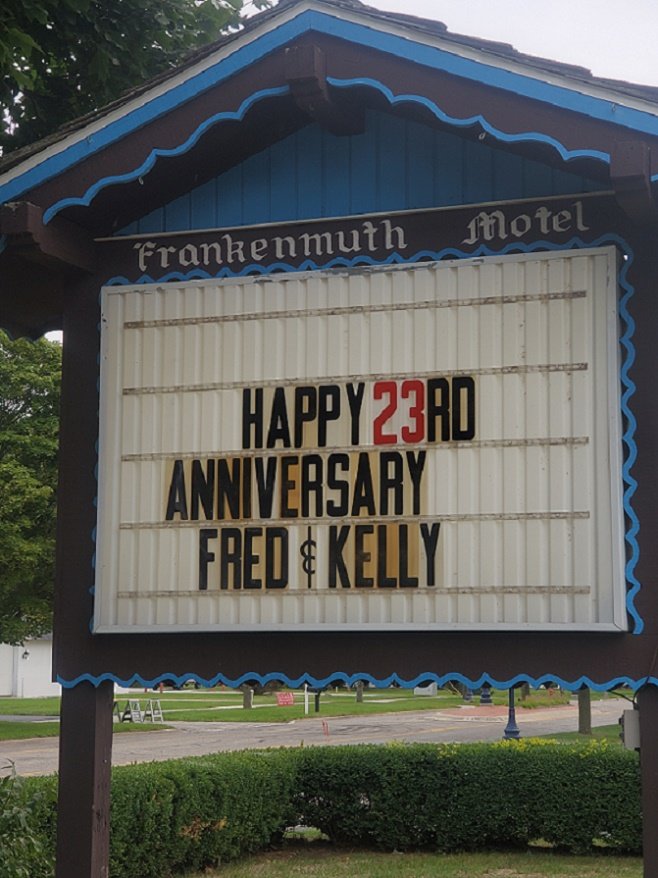 Frankenmuth Motel
HAPPY 23RD
ANNIVERSARY
FRED & KELLY